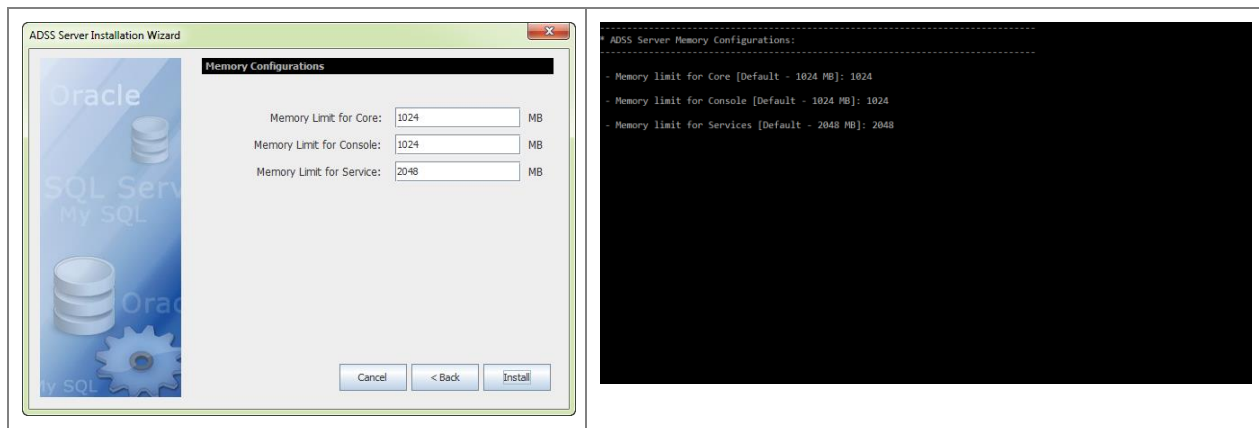 ADSS Server Installation Wizard
Memory Configurations
Oracle
SQL Serv
My SQL
Orac
My SQL
Memory Limit for Core: 1024 MB
Memory Limit for Console: 1024 MB
Memory Limit for Service: 2048 MB
Cancel < Back Install
--------------------------------------------------------------------------------
* ADSS Server Memory Configurations:
--------------------------------------------------------------------------------
- Memory limit for Core [Default - 1024 MB]: 1024
- Memory limit for Console [Default - 1024 MB]: 1024
- Memory limit for Services [Default - 2048 MB]: 2048